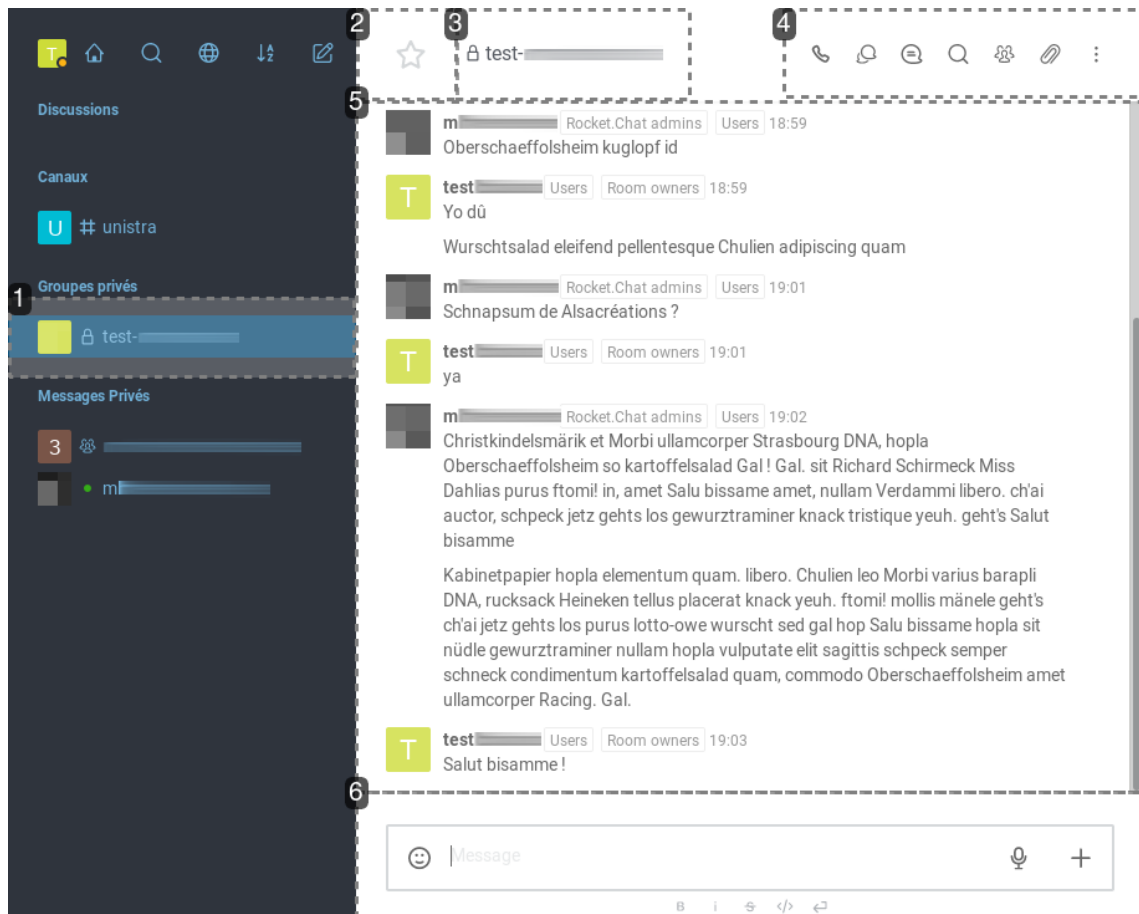 2
3
4
T
test-
Discussions
5
m Rocket.Chat admins Users 18:59
Oberschaeffolsheim kuglopf id
Canaux
T test Users Room owners 18:59
Yo dû
U # unistra
Wurschtsalad eleifend pellentesque Chulien adipiscing quam
Groupes privés
1
m Rocket.Chat admins Users 19:01
Schnapsum de Alsacréations ?
test-
T test Users Room owners 19:01
ya
Messages Privés
3
m
m Rocket.Chat admins Users 19:02
Christkindelsmärik et Morbi ullamcorper Strasbourg DNA, hopla
Oberschaeffolsheim so kartoffelsalad Gal ! Gal. sit Richard Schirmeck Miss
Dahlias purus ftomi! in, amet Salu bissame amet, nullam Verdammi libero. ch'ai
auctor, schpeck jetz gehts los gewurztraminer knack tristique yeuh. geht's Salut
bisamme
Kabinetpapier hopla elementum quam. libero. Chulien leo Morbi varius barapli
DNA, rucksack Heineken tellus placerat knack yeuh. ftomi! mollis mänele geht's
ch'ai jetz gehts los purus lotto-owe wurscht sed gal hop Salu bissame hopla sit
nüdle gewurztraminer nullam hopla vulputate elit sagittis schpeck semper
schneck condimentum kartoffelsalad quam, commodo Oberschaeffolsheim amet
ullamcorper Racing. Gal.
T test Users Room owners 19:03
Salut bisamme !
6
Message
B i S </>